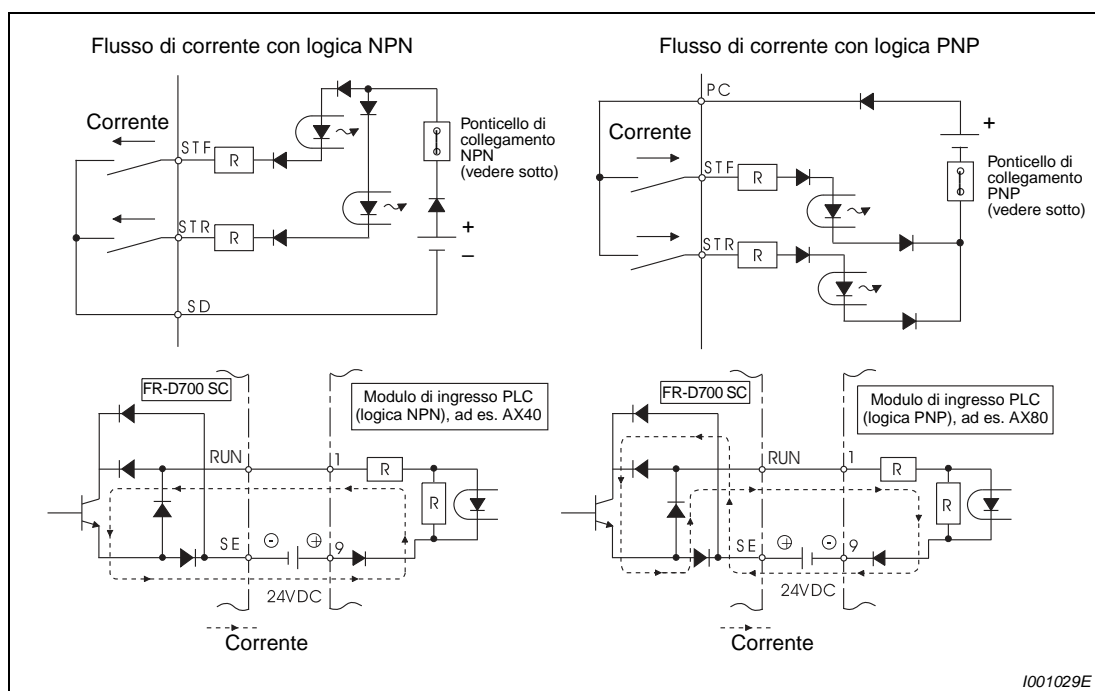 Flusso di corrente con logica NPN
Corrente
STF
R
STR
R
SD
Ponticello di
collegamento
NPN
(vedere sotto)
+
–
Flusso di corrente con logica PNP
PC
Corrente
STF
R
STR
R
+
Ponticello di
collegamento
PNP
(vedere sotto)
FR-D700 SC
Modulo di ingresso PLC
(logica NPN), ad es. AX40
RUN
1
R
R
SE
-
+
9
24VDC
Corrente
FR-D700 SC
Modulo di ingresso PLC
(logica PNP), ad es. AX80
RUN
1
R
R
SE
+
-
9
24VDC
Corrente
I001029E